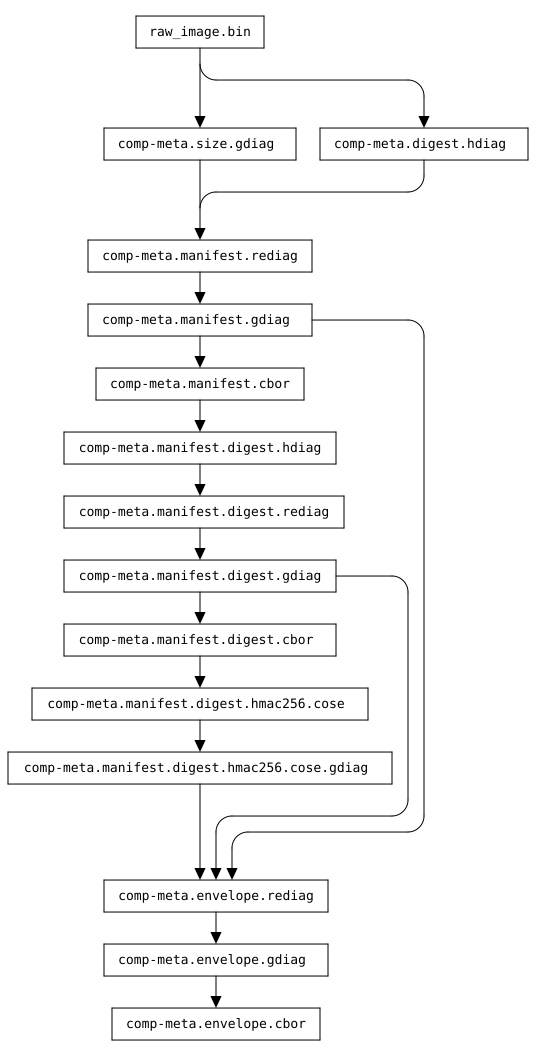 raw_image.bin
comp-meta.size.gdiag
comp-meta.digest.hdiag
comp-meta.manifest.rediag
comp-meta.manifest.gdiag
comp-meta.manifest.cbor
comp-meta.manifest.digest.hdiag
comp-meta.manifest.digest.rediag
comp-meta.manifest.digest.gdiag
comp-meta.manifest.digest.cbor
comp-meta.manifest.digest.hmac256.cose
comp-meta.manifest.digest.hmac256.cose.gdiag
comp-meta.envelope.rediag
comp-meta.envelope.gdiag
comp-meta.envelope.cbor